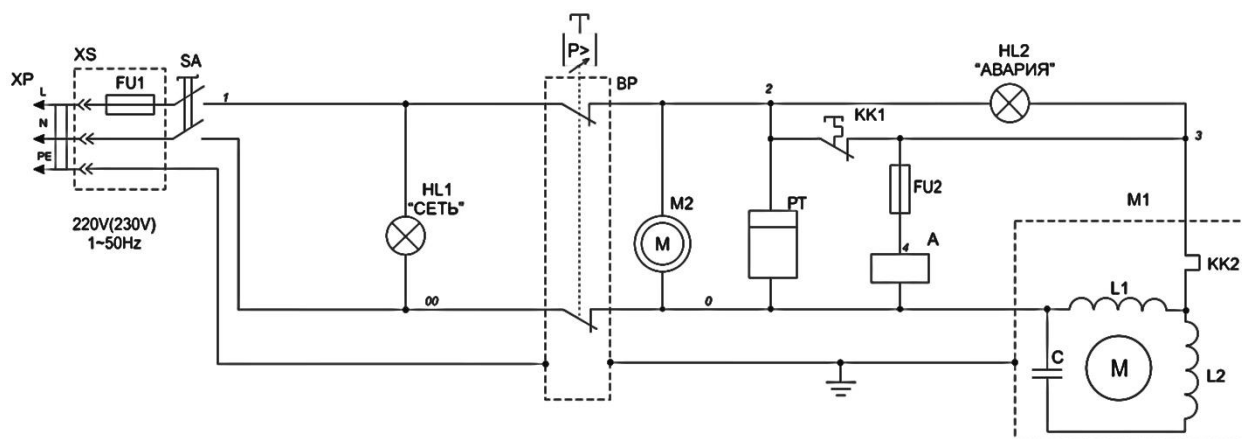 P>
XS
SA
BP
HL2
"АВАРИЯ"
XP
L
FU1
1
2
KK1
N
3
PE
FU2
HL1
"СЕТЬ"
M2
PT
M1
220V(230V)
1~50Hz
M
4
A
KK2
00
0
L1
C
M
L2